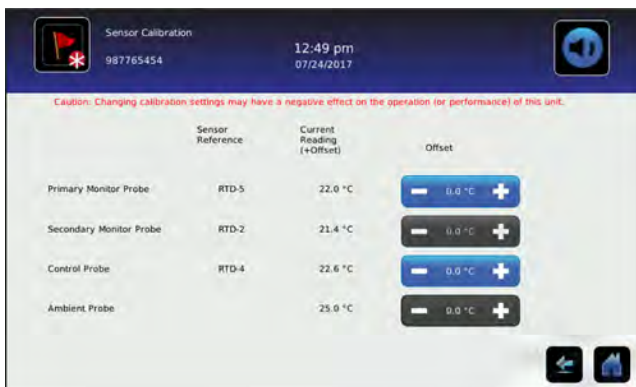 Sensor Calibration
987765454
12:49 pm
07/24/2017
Caution: Changing calibration settings may have a negative effect on the operation (or performance) of this unit.
Sensor
Reference
Current
Reading
(+Offset)
Offset
Primary Monitor Probe RTD-5 22.0 °C − 0.0 °C +
Secondary Monitor Probe RTD-2 21.4 °C − 0.0 °C +
Control Probe RTD-4 22.6 °C − 0.0 °C +
Ambient Probe 25.0 °C − 0.0 °C +